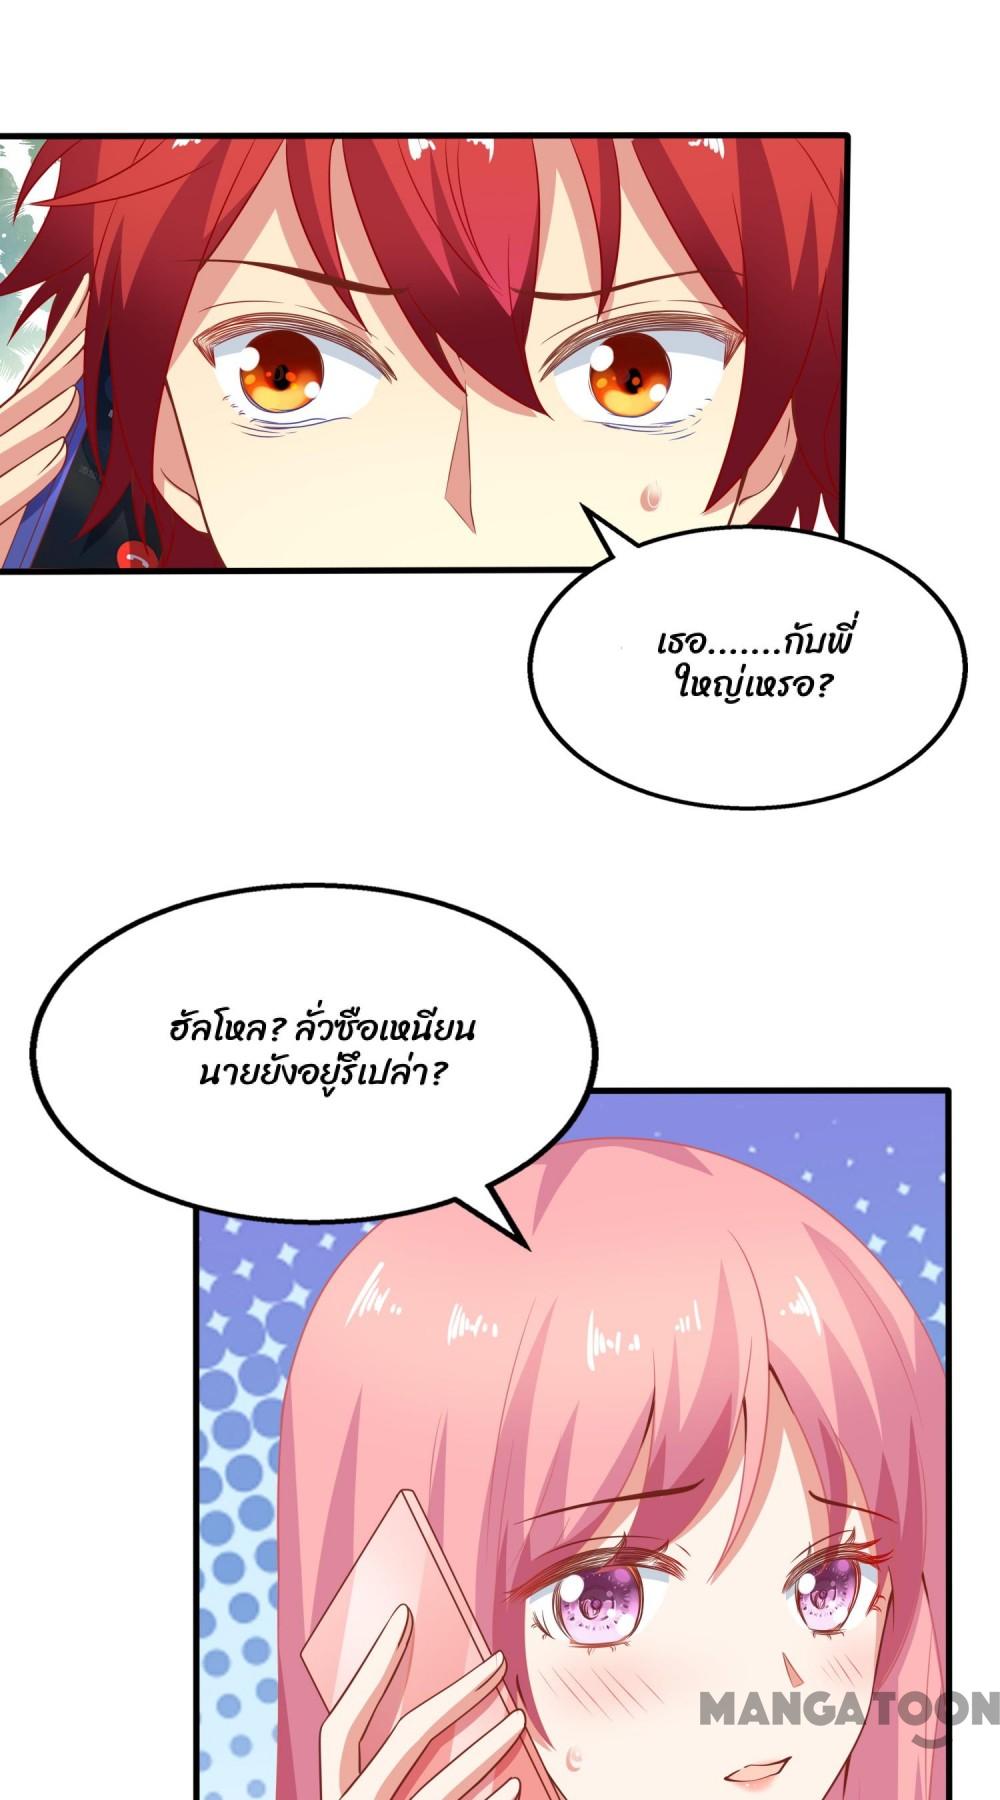 เธอ.......กับพี่
ใหญ่เหรอ?
ฮัลโหล? ลั่วซือเหนียน
นายยังอยู่รึเปล่า?
MANGATOON